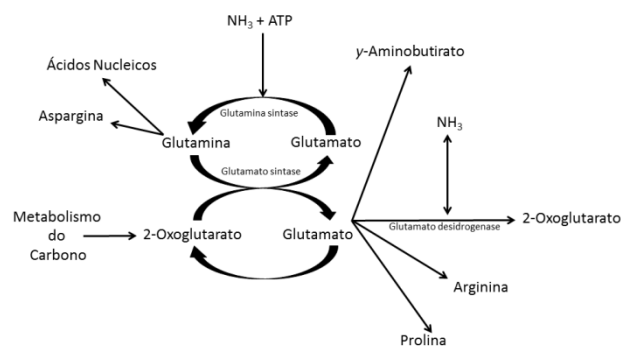 NH₃ + ATP
Ácidos Nucleicos
y-Aminobutirato
Aspargina
Glutamina sintase
NH₃
Glutamina
Glutamato
Glutamato sintase
Metabolismo
do
Carbono
2-Oxoglutarato
Glutamato
Glutamato desidrogenase
2-Oxoglutarato
Arginina
Prolina